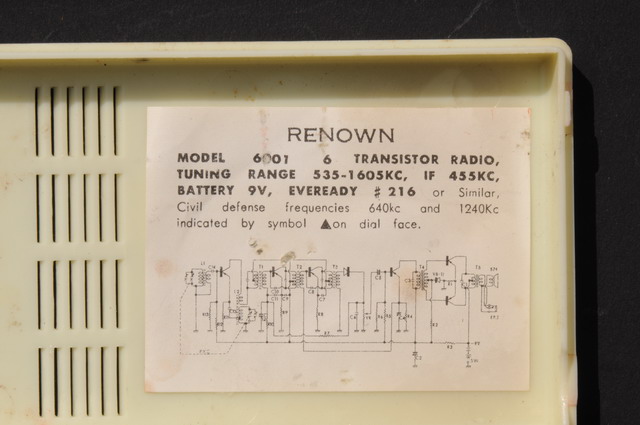 RENOWN
MODEL 6001 6 TRANSISTOR RADIO,
TUNING RANGE 535-1605KC, IF 455KC,
BATTERY 9V, EVEREADY #216 or Similar,
Civil defense frequencies 640kc and 1240Kc
indicated by symbol ▲on dial face.